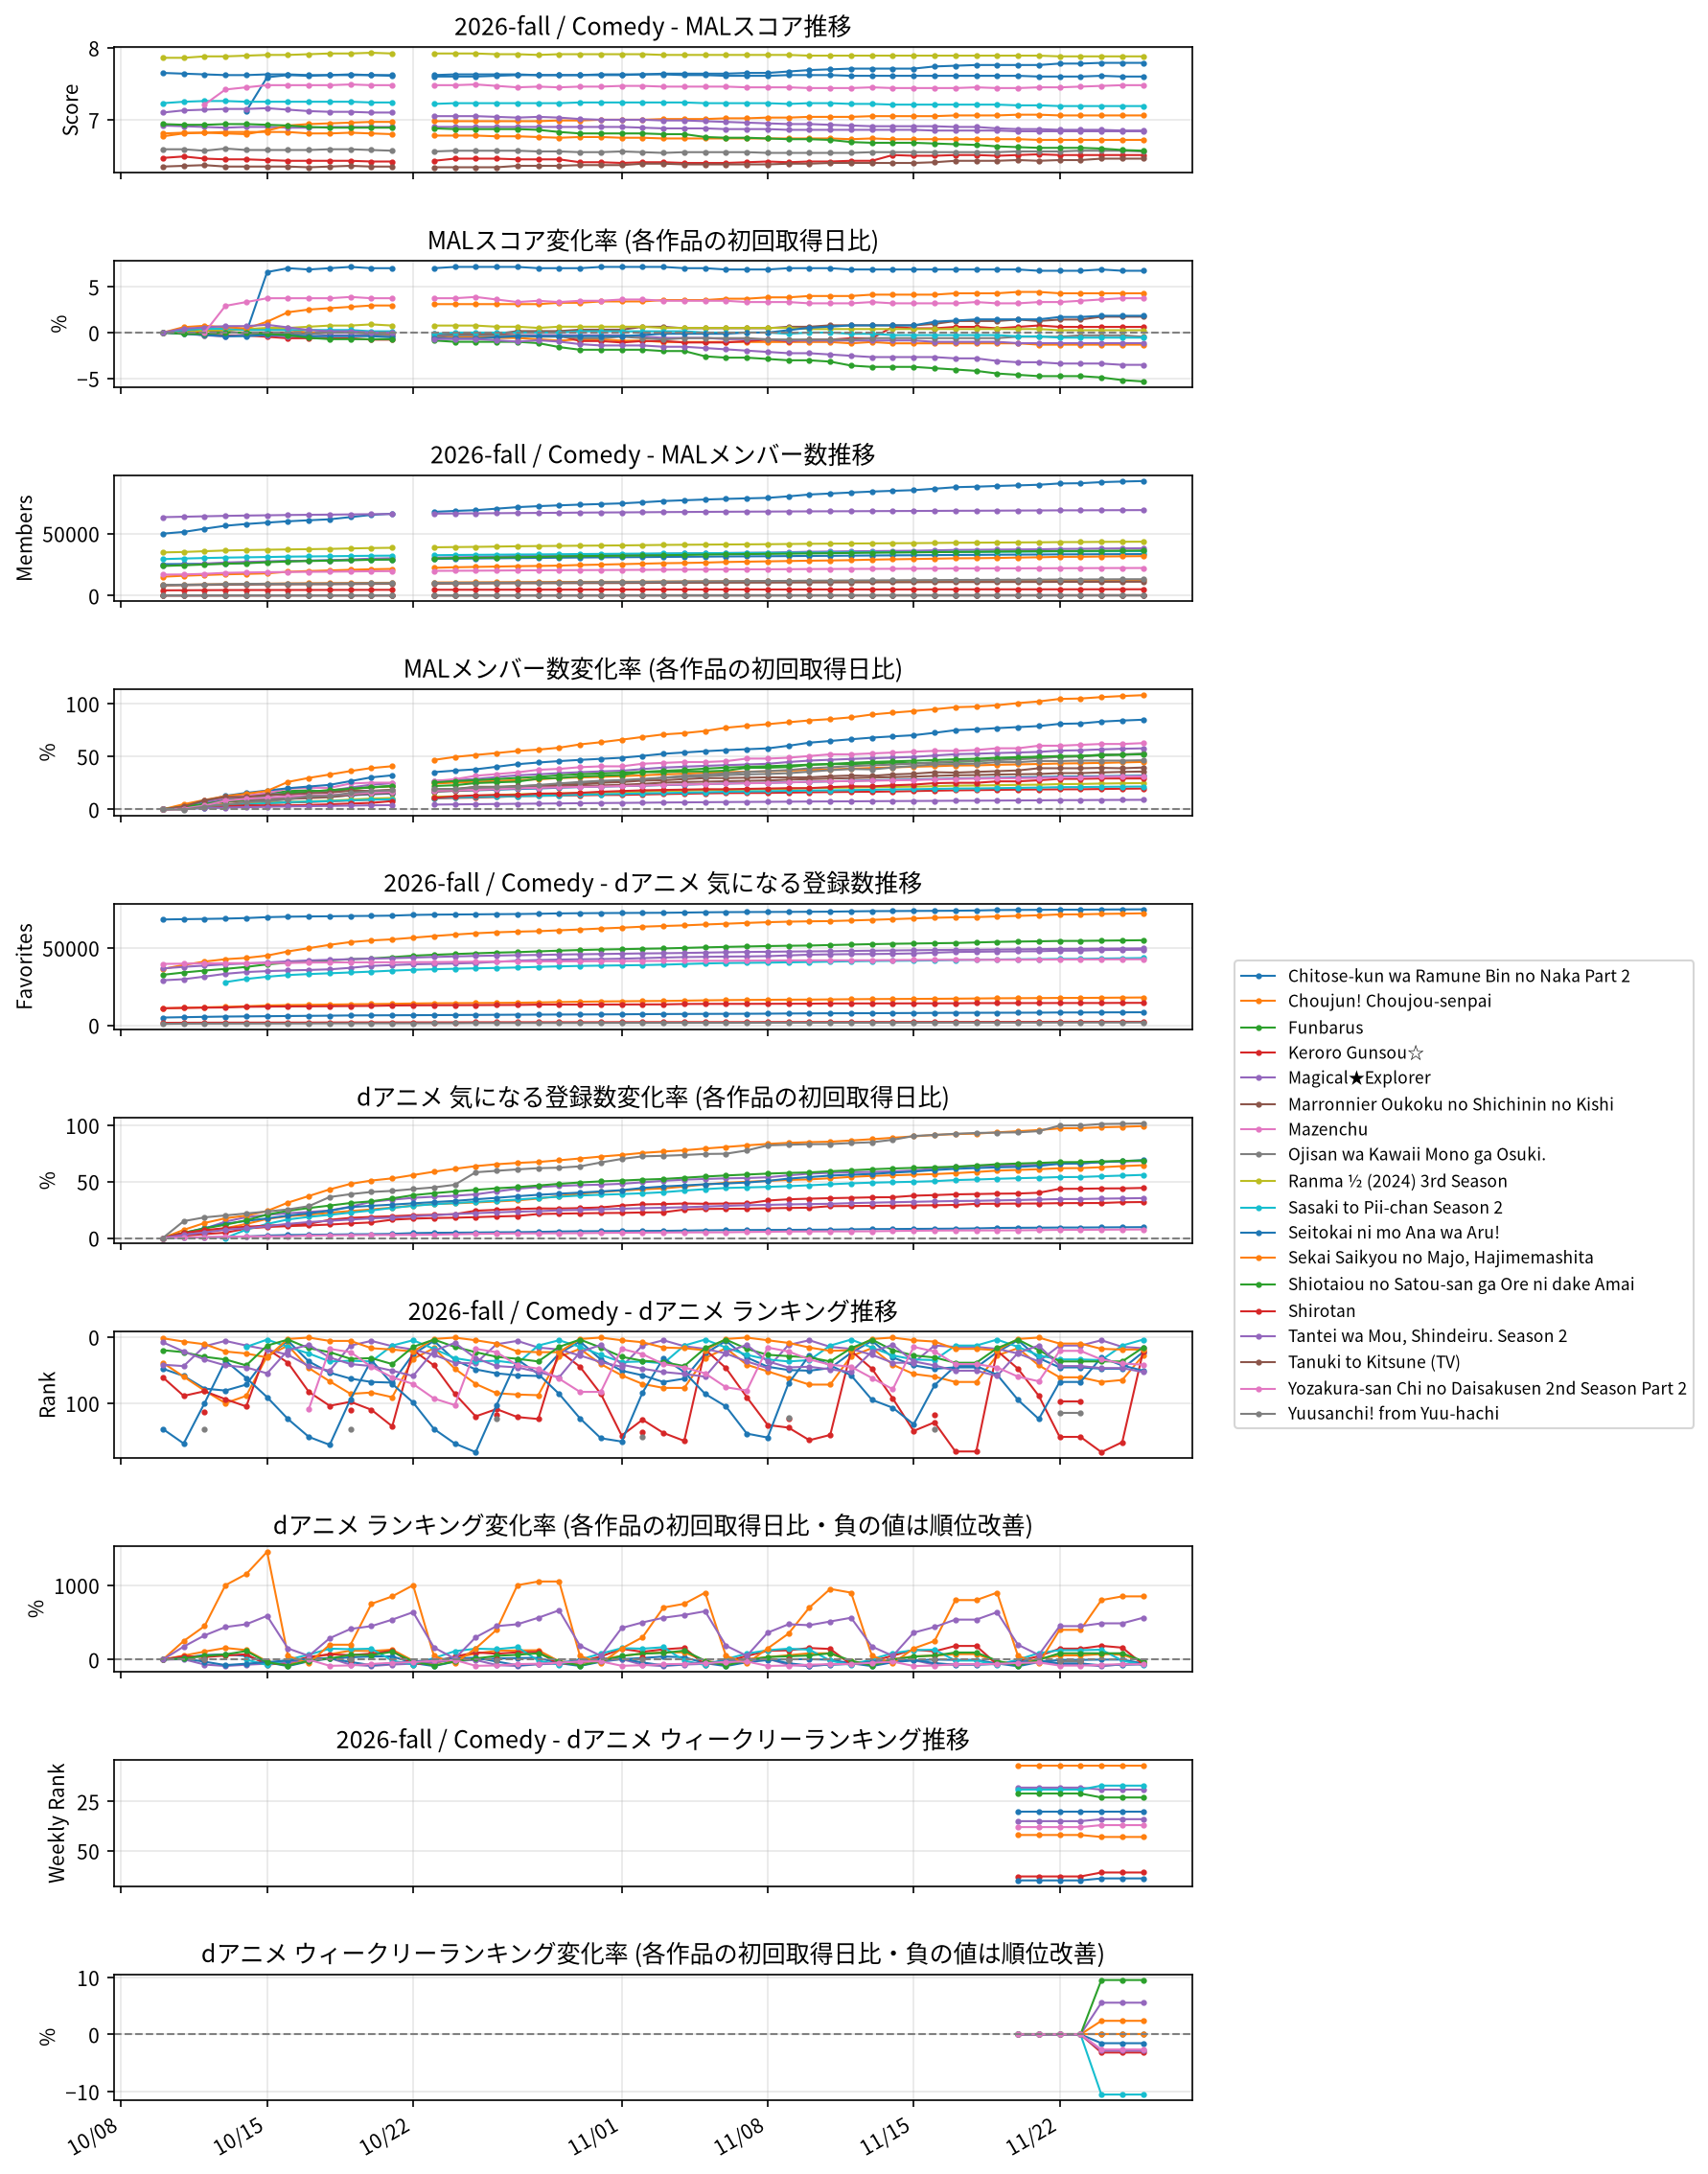 2026-fall / Comedy - MALスコア推移
8
7
Score
MALスコア変化率 (各作品の初回取得日比)
5
0
−5
%
2026-fall / Comedy - MALメンバー数推移
50000
0
Members
MALメンバー数変化率 (各作品の初回取得日比)
100
50
0
%
2026-fall / Comedy - dアニメ 気になる登録数推移
50000
0
Favorites
dアニメ 気になる登録数変化率 (各作品の初回取得日比)
100
50
0
%
2026-fall / Comedy - dアニメ ランキング推移
0
100
Rank
dアニメ ランキング変化率 (各作品の初回取得日比・負の値は順位改善)
1000
0
%
2026-fall / Comedy - dアニメ ウィークリーランキング推移
25
50
Weekly Rank
dアニメ ウィークリーランキング変化率 (各作品の初回取得日比・負の値は順位改善)
10
0
−10
%
10/08
10/15
10/22
11/01
11/08
11/15
11/22
Chitose-kun wa Ramune Bin no Naka Part 2
Choujun! Choujou-senpai
Funbarus
Keroro Gunsou☆
Magical★Explorer
Marronnier Oukoku no Shichinin no Kishi
Mazenchu
Ojisan wa Kawaii Mono ga Osuki.
Ranma ½ (2024) 3rd Season
Sasaki to Pii-chan Season 2
Seitokai ni mo Ana wa Aru!
Sekai Saikyou no Majo, Hajimemashita
Shiotaiou no Satou-san ga Ore ni dake Amai
Shirotan
Tantei wa Mou, Shindeiru. Season 2
Tanuki to Kitsune (TV)
Yozakura-san Chi no Daisakusen 2nd Season Part 2
Yuusanchi! from Yuu-hachi